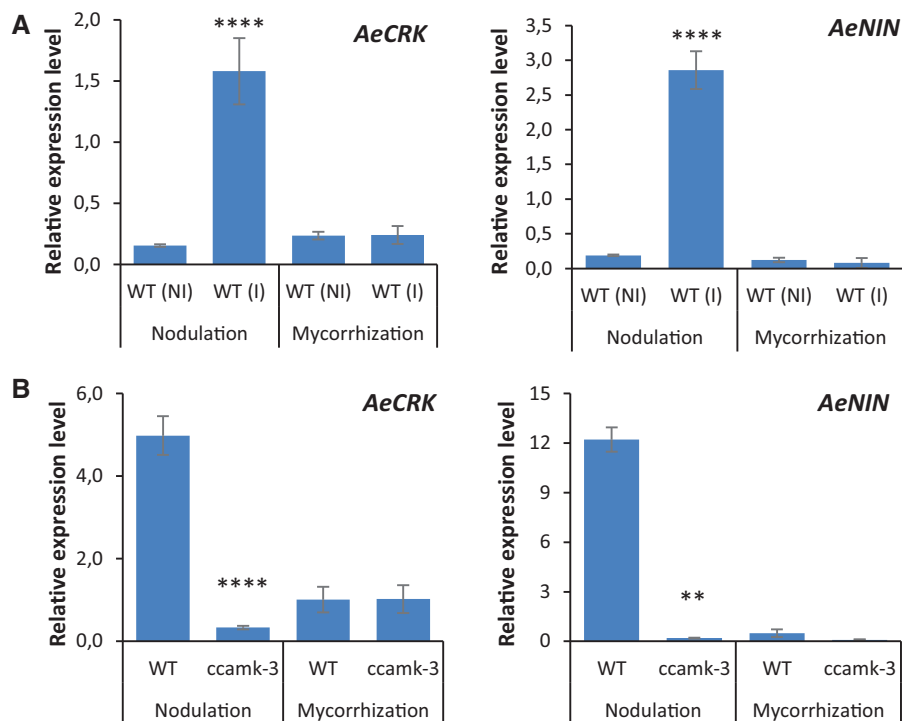 A
AeCRK
Relative expression level
2,0
1,5
1,0
0,5
0,0
****
WT (NI) WT (I) WT (NI) WT (I)
Nodulation Mycorrhization
AeNIN
Relative expression level
3,5
3,0
2,5
2,0
1,5
1,0
0,5
0,0
****
WT (NI) WT (I) WT (NI) WT (I)
Nodulation Mycorrhization
B
AeCRK
Relative expression level
6,0
4,0
2,0
0,0
****
WT ccamk-3 WT ccamk-3
Nodulation Mycorrhization
AeNIN
Relative expression level
15
12
9
6
3
0
**
WT ccamk-3 WT ccamk-3
Nodulation Mycorrhization